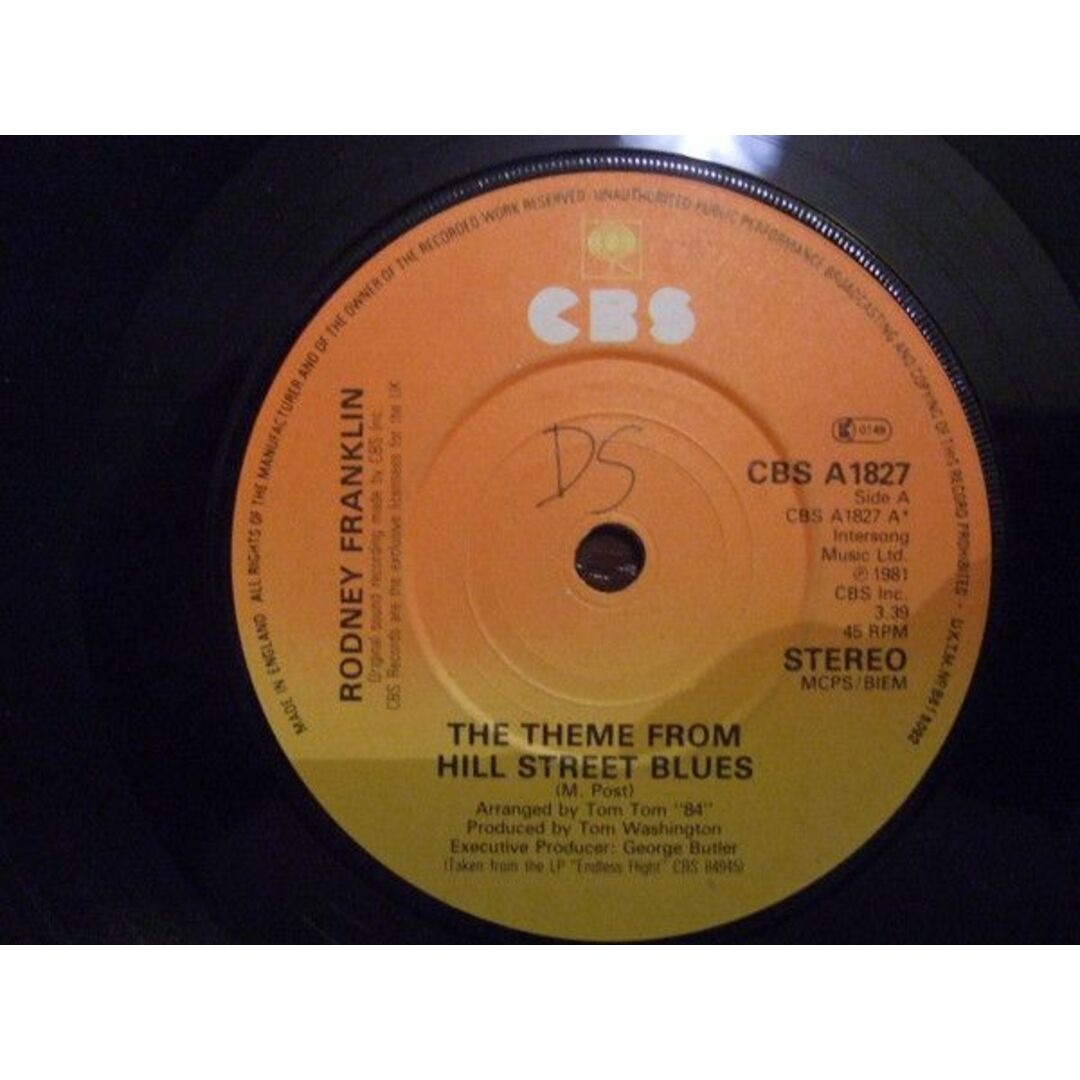 MADE IN ENGLAND ALL RIGHTS OF THE MANUFACTURER AND OF THE OWNER OF THE RECORDED WORK RESERVED · UNAUTHORISED PUBLIC PERFORMANCE BROADCASTING AND COPYING OF THIS RECORD PROHIBITED - U.K.T.M. Nº
CBS
DS
RODNEY FRANKLIN
Original sound recording made by CBS Inc.
CBS Records are the exclusive licensees for the UK
0149
CBS A1827
Side A
CBS A1827 A*
Intersong
Music Ltd.
℗ 1981
CBS Inc.
3.39
45 RPM
STEREO
MCPS/BIEM
THE THEME FROM
HILL STREET BLUES
(M. Post)
Arranged by Tom Tom "84"
Produced by Tom Washington
Executive Producer: George Butler
(Taken from the LP "Endless Flight" CBS 84945)